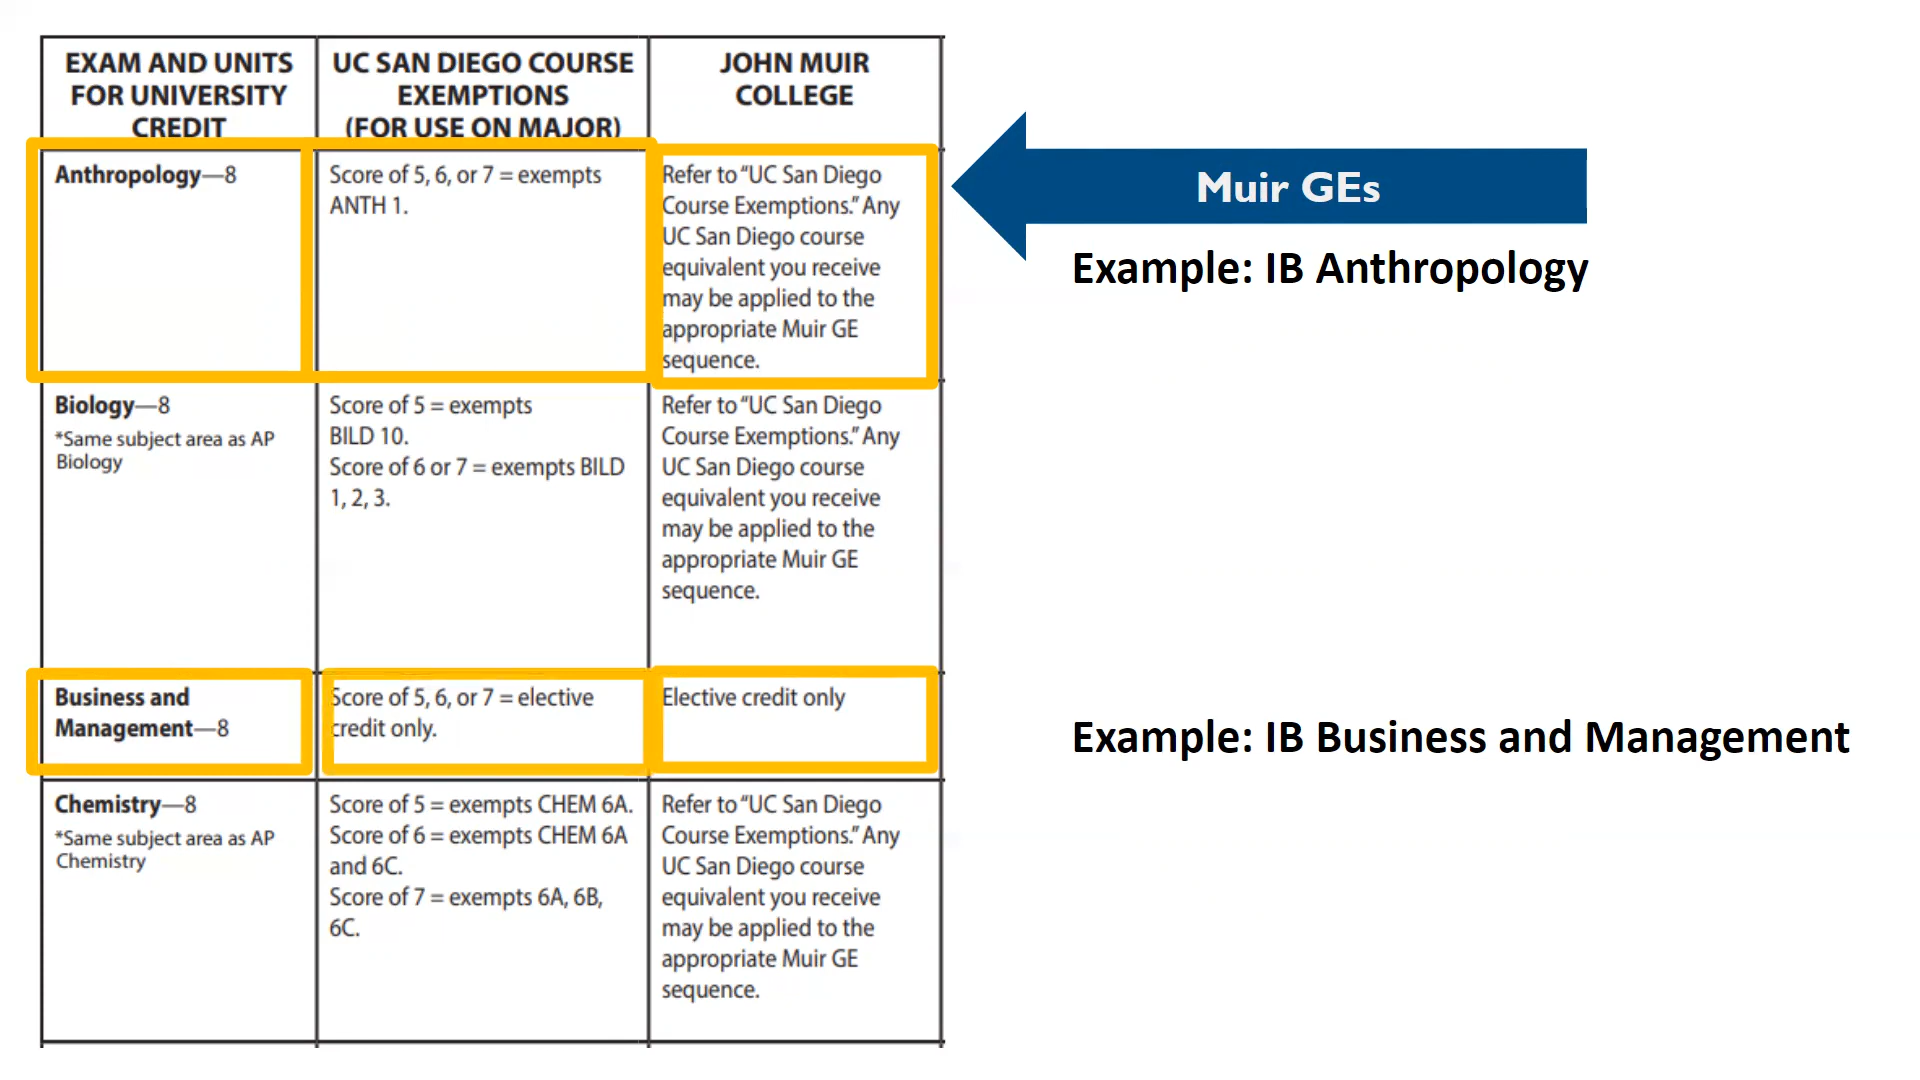 EXAM AND UNITS
FOR UNIVERSITY
CREDIT
UC SAN DIEGO COURSE
EXEMPTIONS
(FOR USE ON MAJOR)
JOHN MUIR
COLLEGE
Anthropology—8
Score of 5, 6, or 7 = exempts
ANTH 1.
Refer to “UC San Diego
Course Exemptions.” Any
UC San Diego course
equivalent you receive
may be applied to the
appropriate Muir GE
sequence.
Muir GEs
Example: IB Anthropology
Biology—8
*Same subject area as AP
Biology
Score of 5 = exempts
BILD 10.
Score of 6 or 7 = exempts BILD
1, 2, 3.
Refer to “UC San Diego
Course Exemptions.” Any
UC San Diego course
equivalent you receive
may be applied to the
appropriate Muir GE
sequence.
Business and
Management—8
Score of 5, 6, or 7 = elective
credit only.
Elective credit only
Example: IB Business and Management
Chemistry—8
*Same subject area as AP
Chemistry
Score of 5 = exempts CHEM 6A.
Score of 6 = exempts CHEM 6A
and 6C.
Score of 7 = exempts 6A, 6B,
6C.
Refer to “UC San Diego
Course Exemptions.” Any
UC San Diego course
equivalent you receive
may be applied to the
appropriate Muir GE
sequence.